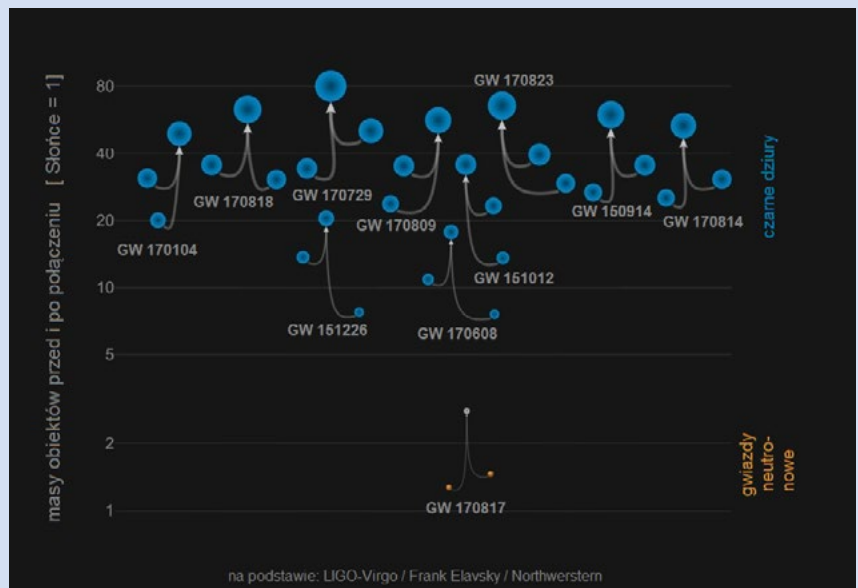 masy obiektów przed i po połączeniu [ Słońce = 1]
80
40
20
10
5
2
1
GW 170823
GW 170729
GW 170818
GW 170809
GW 150914
GW 170814
GW 170104
GW 151012
GW 151226
GW 170608
GW 170817
czarne dziury
gwiazdy
neutro-
nowe
na podstawie: LIGO-Virgo / Frank Elavsky / Northwerstern